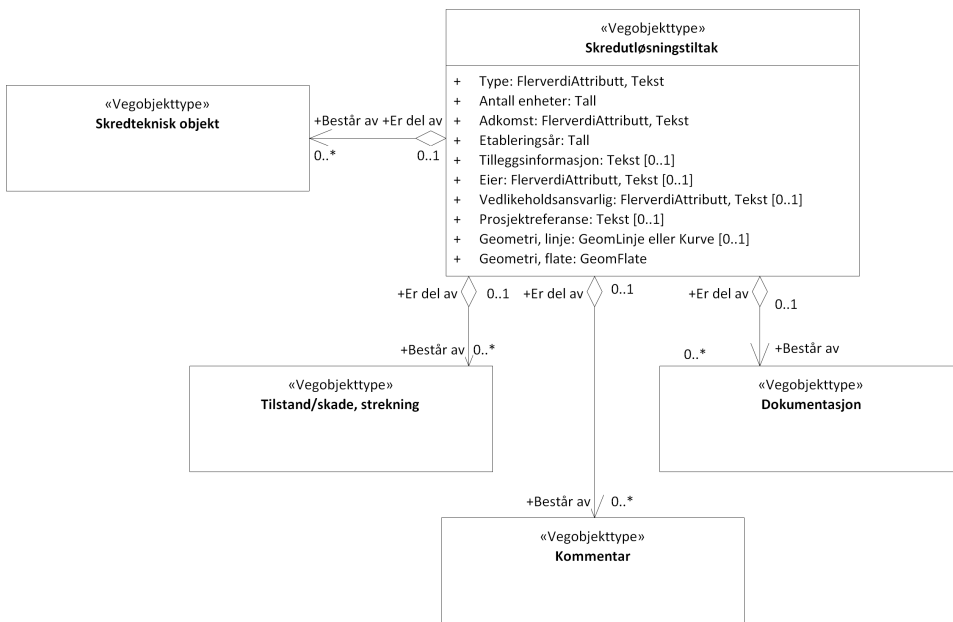 «Vegobjekttype»
Skredutløsningstiltak
+ Type: FlerverdiAttributt, Tekst
+ Antall enheter: Tall
+ Adkomst: FlerverdiAttributt, Tekst
+ Etableringsår: Tall
+ Tilleggsinformasjon: Tekst [0..1]
+ Eier: FlerverdiAttributt, Tekst [0..1]
+ Vedlikeholdsansvarlig: FlerverdiAttributt, Tekst [0..1]
+ Prosjektreferanse: Tekst [0..1]
+ Geometri, linje: GeomLinje eller Kurve [0..1]
+ Geometri, flate: GeomFlate
«Vegobjekttype»
Skredteknisk objekt
+Består av +Er del av
0..* 0..1
+Er del av 0..1 +Er del av 0..1 +Er del av 0..1
+Består av 0..* 0..* +Består av
«Vegobjekttype»
Tilstand/skade, strekning
«Vegobjekttype»
Dokumentasjon
+Består av 0..*
«Vegobjekttype»
Kommentar